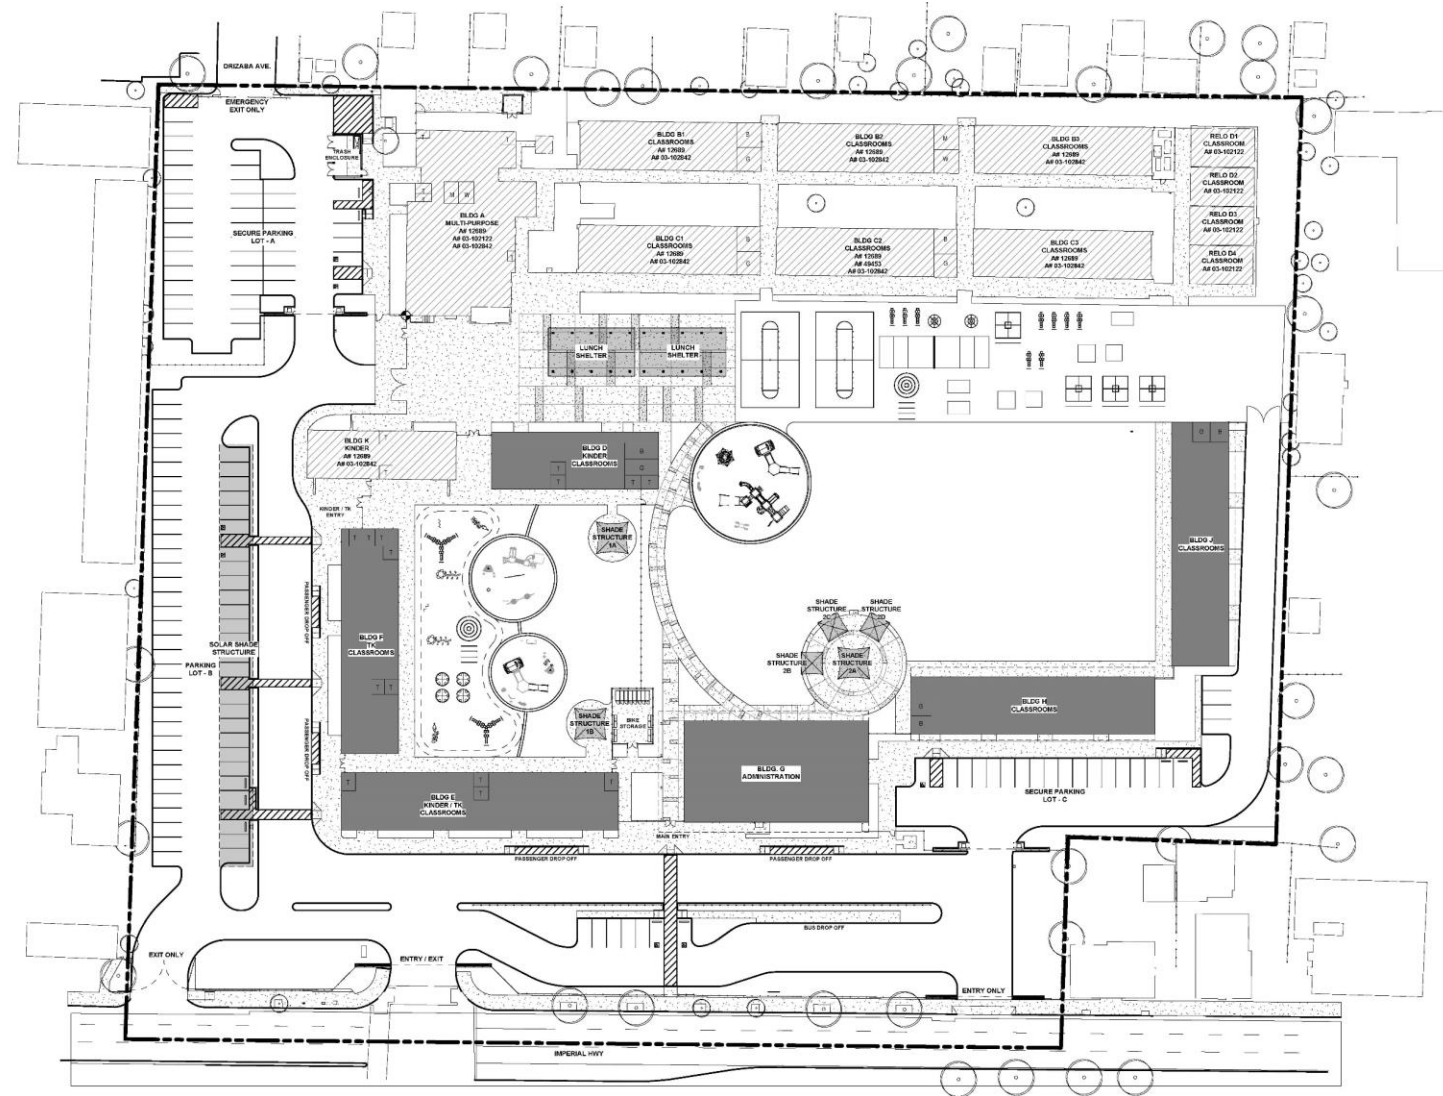 ORIZABA AVE.
EMERGENCY
EXIT ONLY
TRASH
ENCLOSURE
SECURE PARKING
LOT - A
M W
BLDG A
MULTI-PURPOSE
A# 12689
A# 03-102122
A# 03-102842
BLDG B1
CLASSROOMS
A# 12689
A# 03-102842
B
G
BLDG B2
CLASSROOMS
A# 12689
A# 03-102842
M
W
BLDG B3
CLASSROOMS
A# 12689
A# 03-102842
RELO D1
CLASSROOM
A# 03-102122
RELO D2
CLASSROOM
A# 03-102122
RELO D3
CLASSROOM
A# 03-102122
RELO D4
CLASSROOM
A# 03-102122
BLDG C1
CLASSROOMS
A# 12689
A# 03-102842
B
G
BLDG C2
CLASSROOMS
A# 12689
A# 49453
A# 03-102842
B
G
BLDG C3
CLASSROOMS
A# 12689
A# 03-102842
LUNCH
SHELTER
LUNCH
SHELTER
BLDG K
KINDER
A# 12689
A# 03-102842
BLDG D
KINDER
CLASSROOMS
B
G
T
T
T T
KINDER / TK
ENTRY
SHADE
STRUCTURE
1A
G B
BLDG J
CLASSROOMS
T T T
T
BLDG F
TK
CLASSROOMS
T T
PASSENGER DROP OFF
PASSENGER DROP OFF
SOLAR SHADE
STRUCTURE
PARKING
LOT - B
SHADE
STRUCTURE
2C
SHADE
STRUCTURE
2D
SHADE
STRUCTURE
2B
SHADE
STRUCTURE
2A
SHADE
STRUCTURE
1B
BIKE
STORAGE
BLDG H
CLASSROOMS
G
B
BLDG. G
ADMINISTRATION
T
T
T
T
BLDG E
KINDER / TK
CLASSROOMS
SECURE PARKING
LOT - C
MAIN ENTRY
PASSENGER DROP OFF
PASSENGER DROP OFF
BUS DROP OFF
EXIT ONLY
ENTRY / EXIT
ENTRY ONLY
IMPERIAL HWY